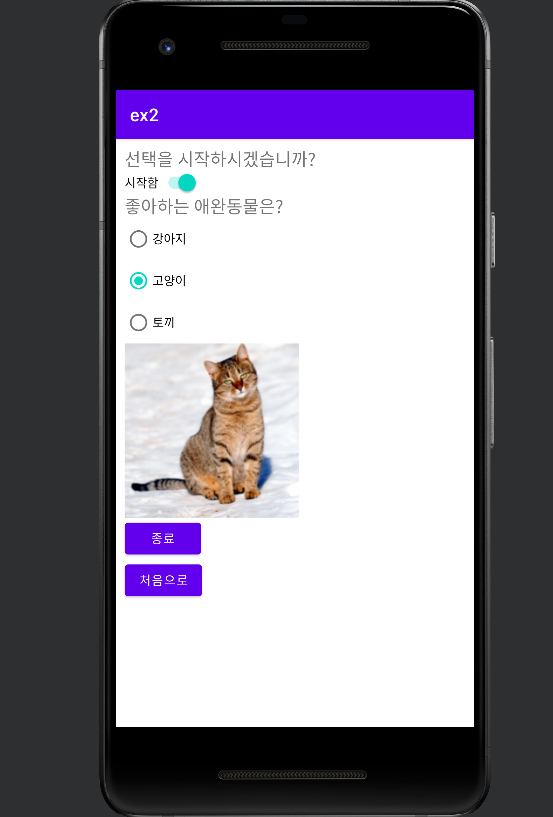 ex2
선택을 시작하시겠습니까?
시작함
좋아하는 애완동물은?
강아지
고양이
토끼
종료
처음으로